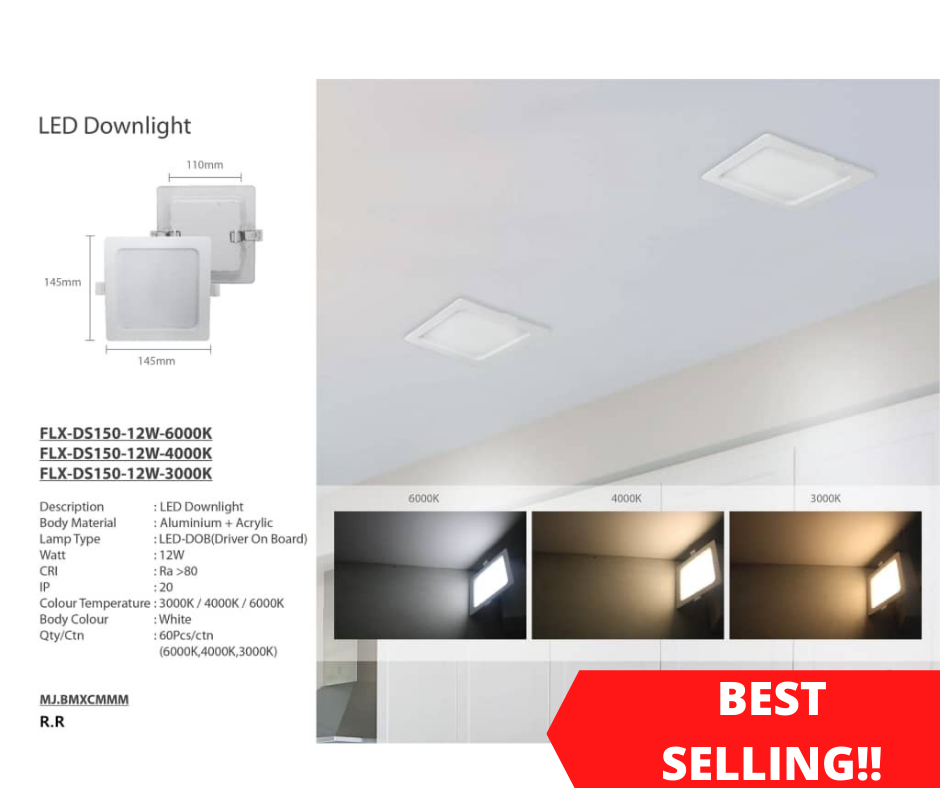 LED Downlight
110mm
145mm
145mm
FLX-DS150-12W-6000K
FLX-DS150-12W-4000K
FLX-DS150-12W-3000K
Description : LED Downlight
Body Material : Aluminium + Acrylic
Lamp Type : LED-DOB(Driver On Board)
Watt : 12W
CRI : Ra >80
IP : 20
Colour Temperature : 3000K / 4000K / 6000K
Body Colour : White
Qty/Ctn : 60Pcs/ctn
(6000K,4000K,3000K)
MJ.BMXCMMM
R.R
6000K 4000K 3000K
BEST
SELLING!!